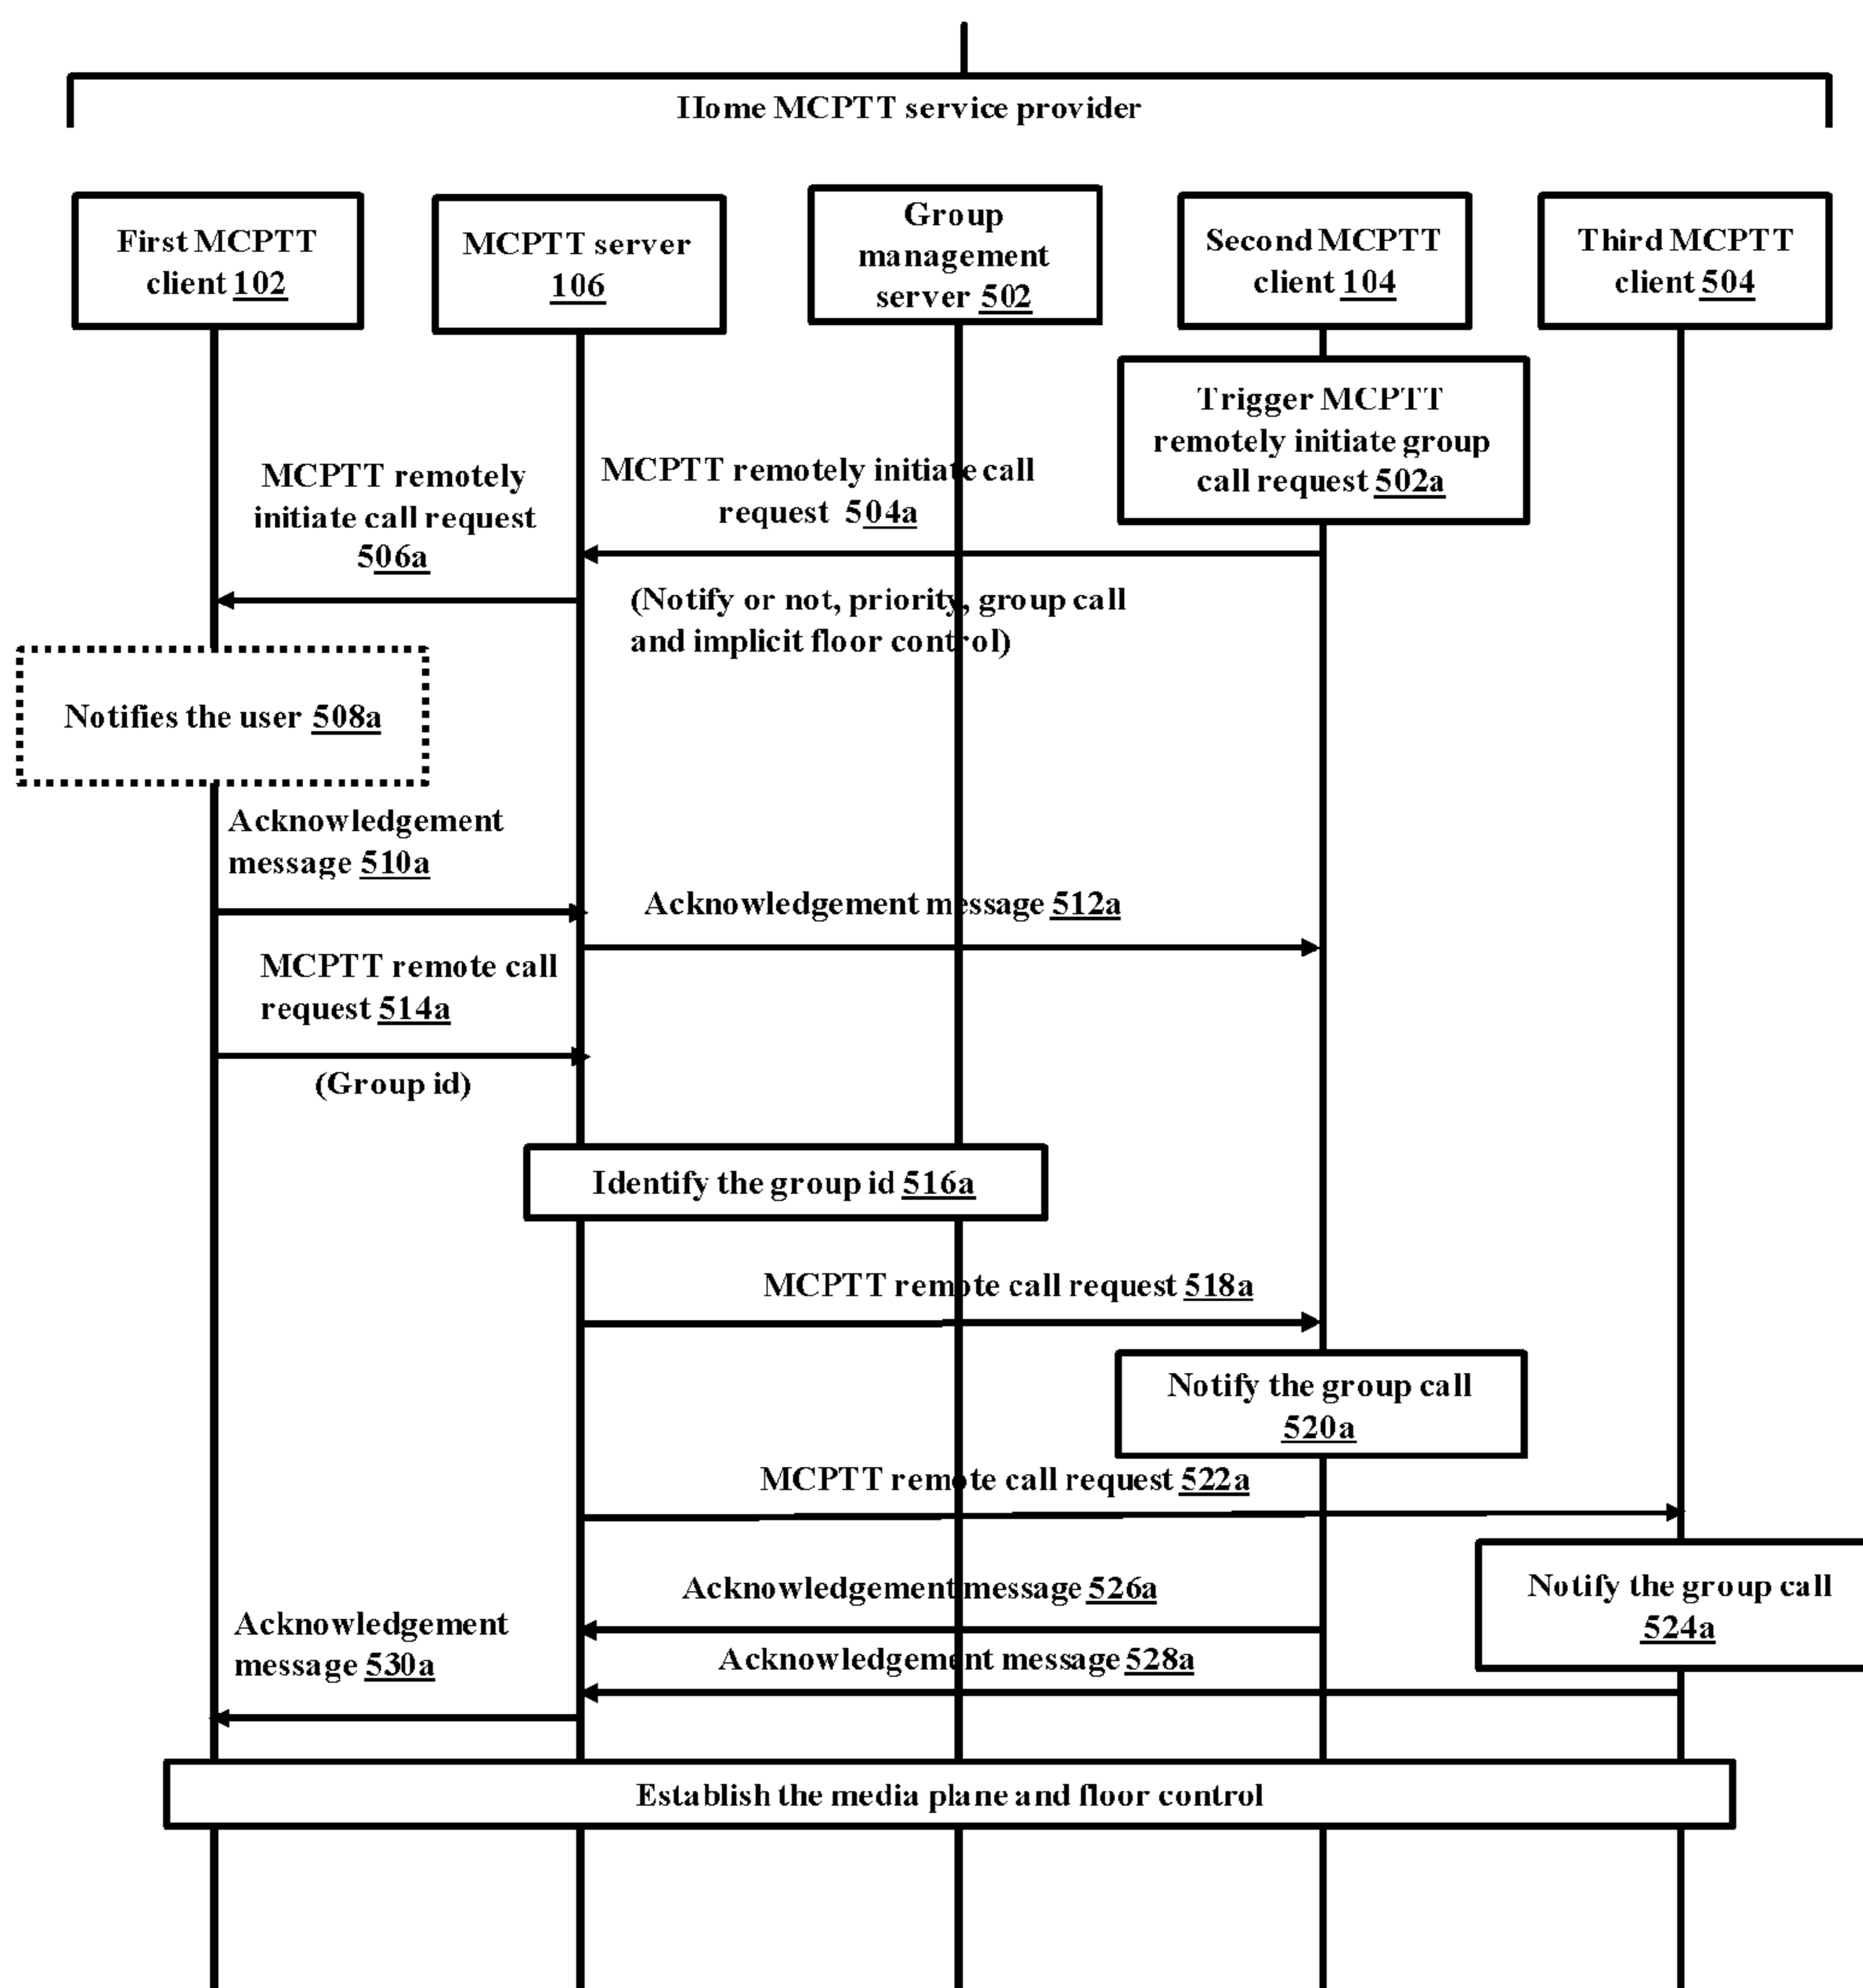 Home MCPTT service provider
First MCPTT
client 102
MCPTT server
106
Group
management
server 502
Second MCPTT
client 104
Third MCPTT
client 504
Trigger MCPTT
remotely initiate group
call request 502a
MCPTT remotely initiate call
request 504a
MCPTT remotely
initiate call request
506a
(Notify or not, priority, group call
and implicit floor control)
Notifies the user 508a
Acknowledgement
message 510a
Acknowledgement message 512a
MCPTT remote call
request 514a
(Group id)
Identify the group id 516a
MCPTT remote call request 518a
Notify the group call
520a
MCPTT remote call request 522a
Notify the group call
524a
Acknowledgement message 526a
Acknowledgement message 528a
Acknowledgement
message 530a
Establish the media plane and floor control